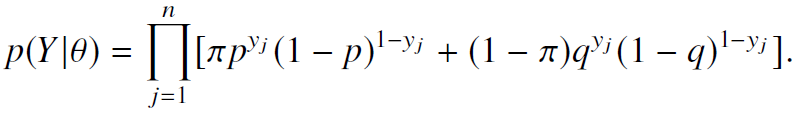 p(Y|θ) = ∏_{j=1}^{n} [πp^{y_j}(1 − p)^{1−y_j} + (1 − π)q^{y_j}(1 − q)^{1−y_j}].